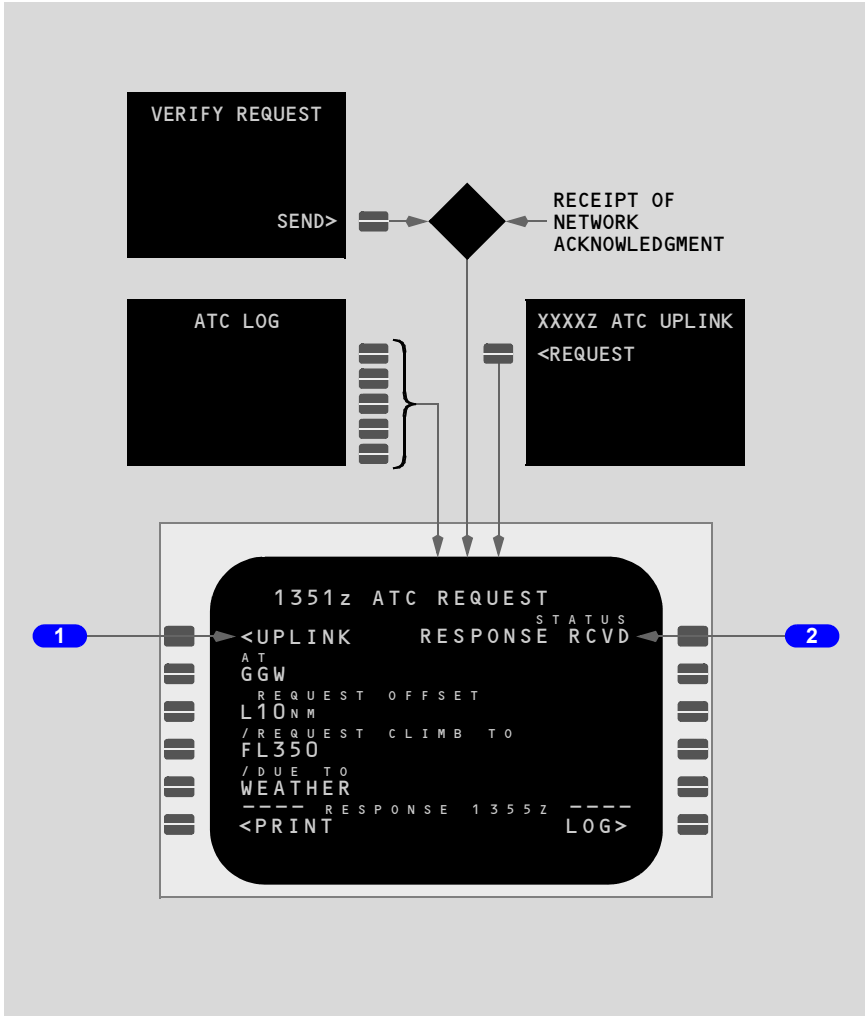 VERIFY REQUEST
SEND>
RECEIPT OF
NETWORK
ACKNOWLEDGMENT
ATC LOG
XXXXZ ATC UPLINK
<REQUEST
1351z ATC REQUEST
STATUS
1
<UPLINK
RESPONSE RCVD
2
AT
GGW
REQUEST OFFSET
L10NM
/REQUEST CLIMB TO
FL350
/DUE TO
WEATHER
---- RESPONSE 1355Z ----
<PRINT
LOG>